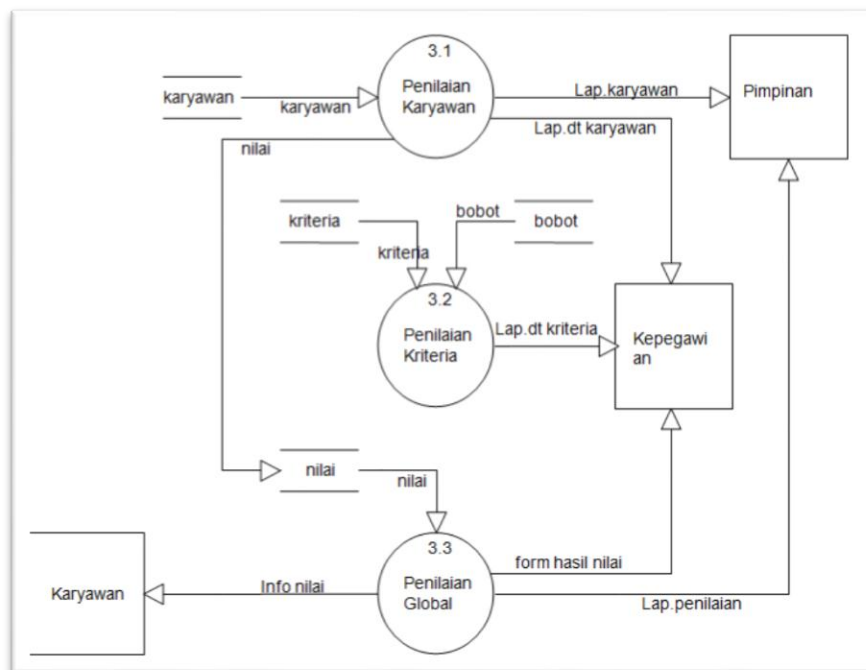 3.1
Penilaian
Karyawan
karyawan
karyawan
Lap.karyawan
Pimpinan
Lap.dt karyawan
nilai
kriteria
bobot
bobot
kriteria
3.2
Penilaian
Kriteria
Lap.dt kriteria
Kepegawi
an
nilai
nilai
3.3
Penilaian
Global
form hasil nilai
Karyawan
Info nilai
Lap.penilaian